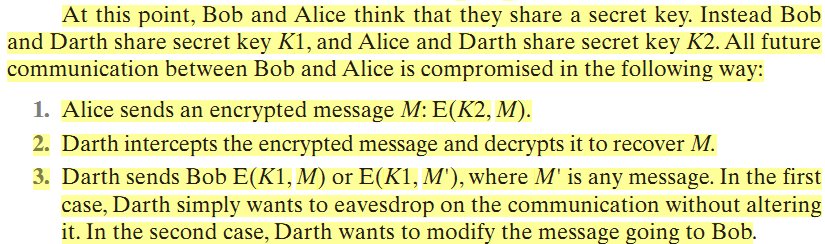 At this point, Bob and Alice think that they share a secret key. Instead Bob
and Darth share secret key K1, and Alice and Darth share secret key K2. All future
communication between Bob and Alice is compromised in the following way:
1. Alice sends an encrypted message M: E(K2, M).
2. Darth intercepts the encrypted message and decrypts it to recover M.
3. Darth sends Bob E(K1, M) or E(K1, M'), where M' is any message. In the first
case, Darth simply wants to eavesdrop on the communication without altering
it. In the second case, Darth wants to modify the message going to Bob.